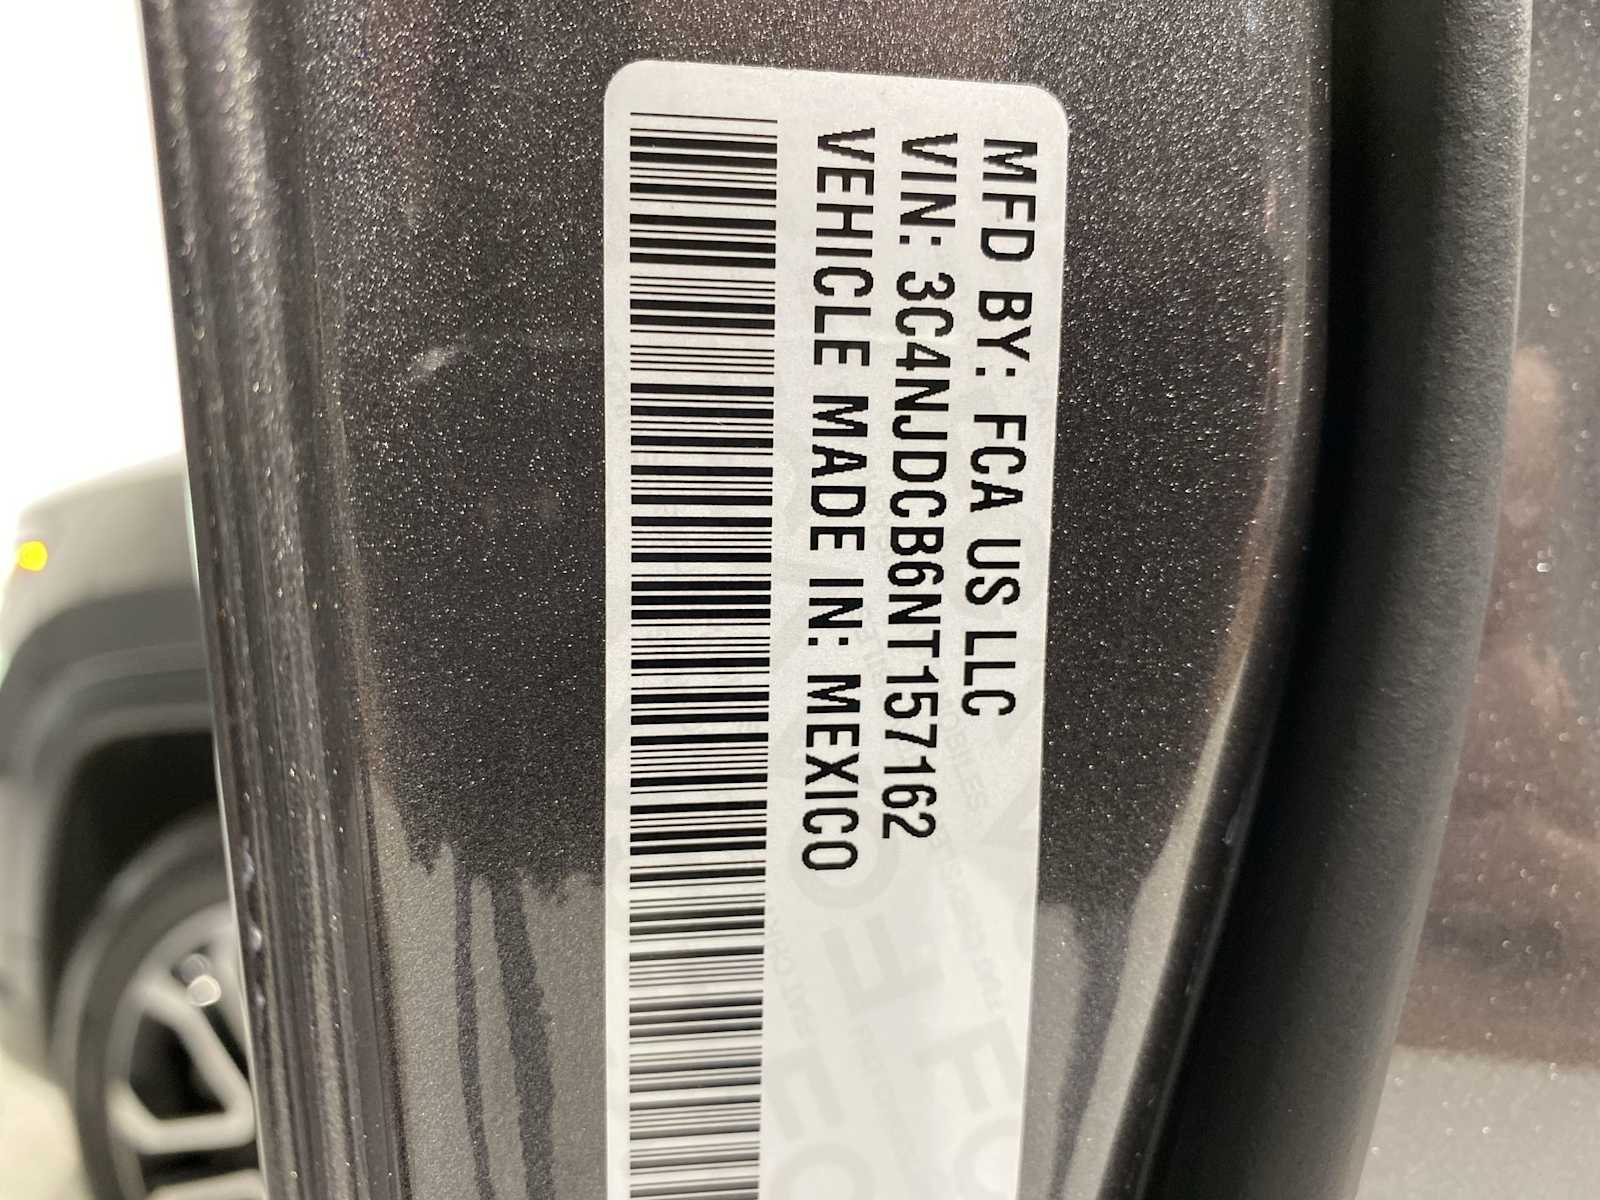 MFD BY: FCA US LLC
VIN: 3C4NJDCB6NT157162
VEHICLE MADE IN: MEXICO